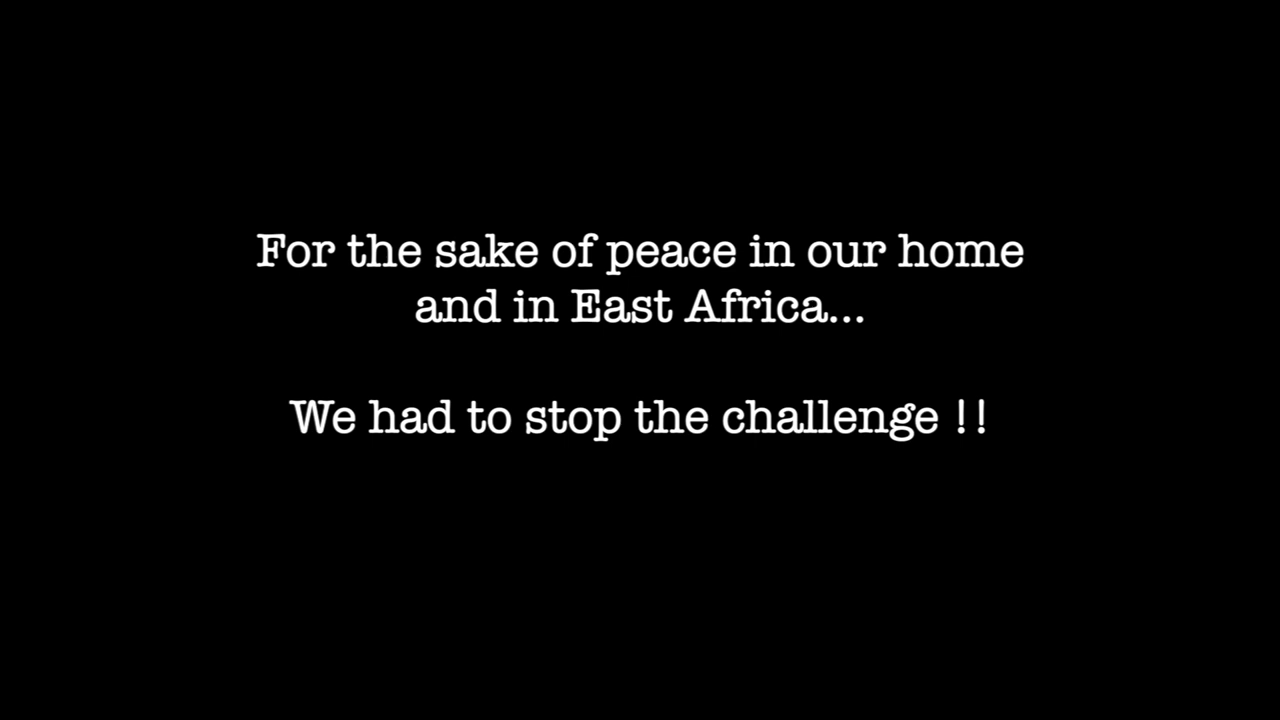 For the sake of peace in our home
and in East Africa...
We had to stop the challenge !!